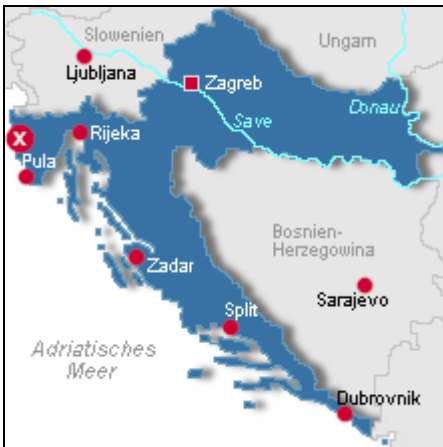 Slowenien
Ungarn
Ljubljana
Zagreb
Donau
Save
X
Rijeka
Pula
Bosnien-
Herzegowina
Zadar
Sarajevo
Split
Adriatisches
Meer
Dubrovnik